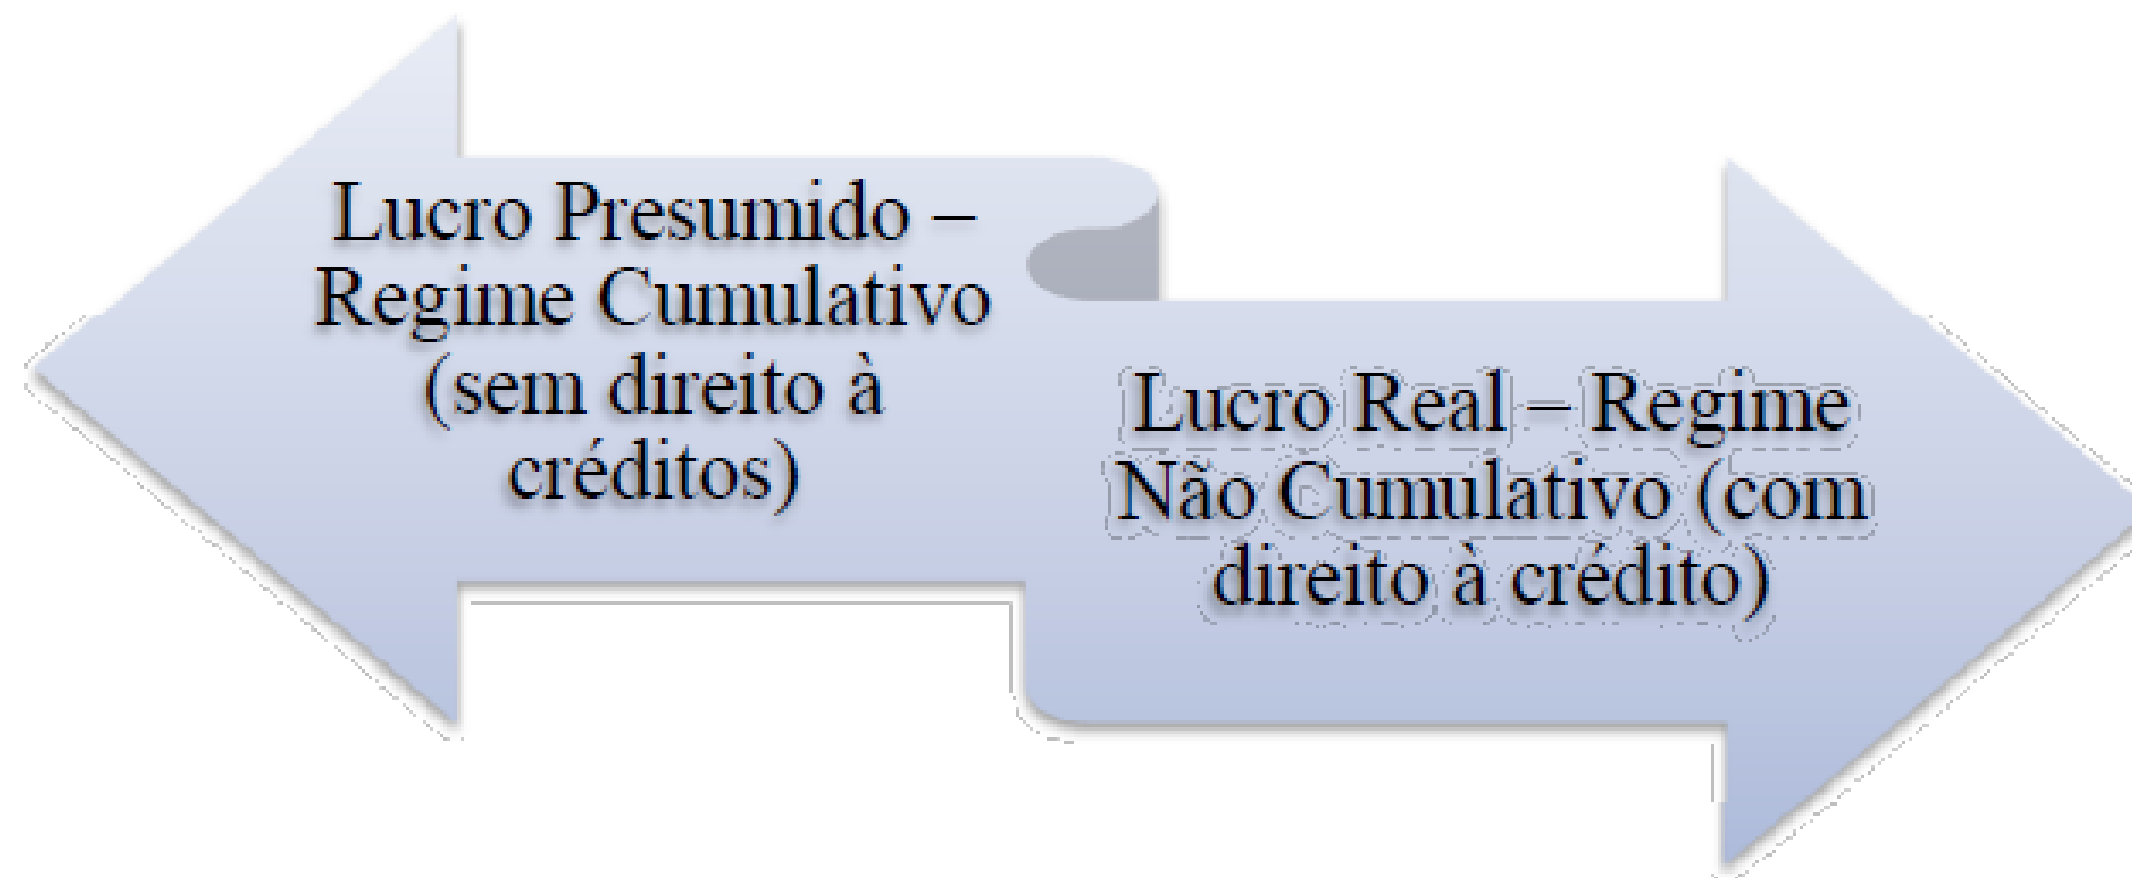 Lucro Presumido –
Regime Cumulativo
(sem direito à
créditos)
Lucro Real – Regime
Não Cumulativo (com
direito à crédito)